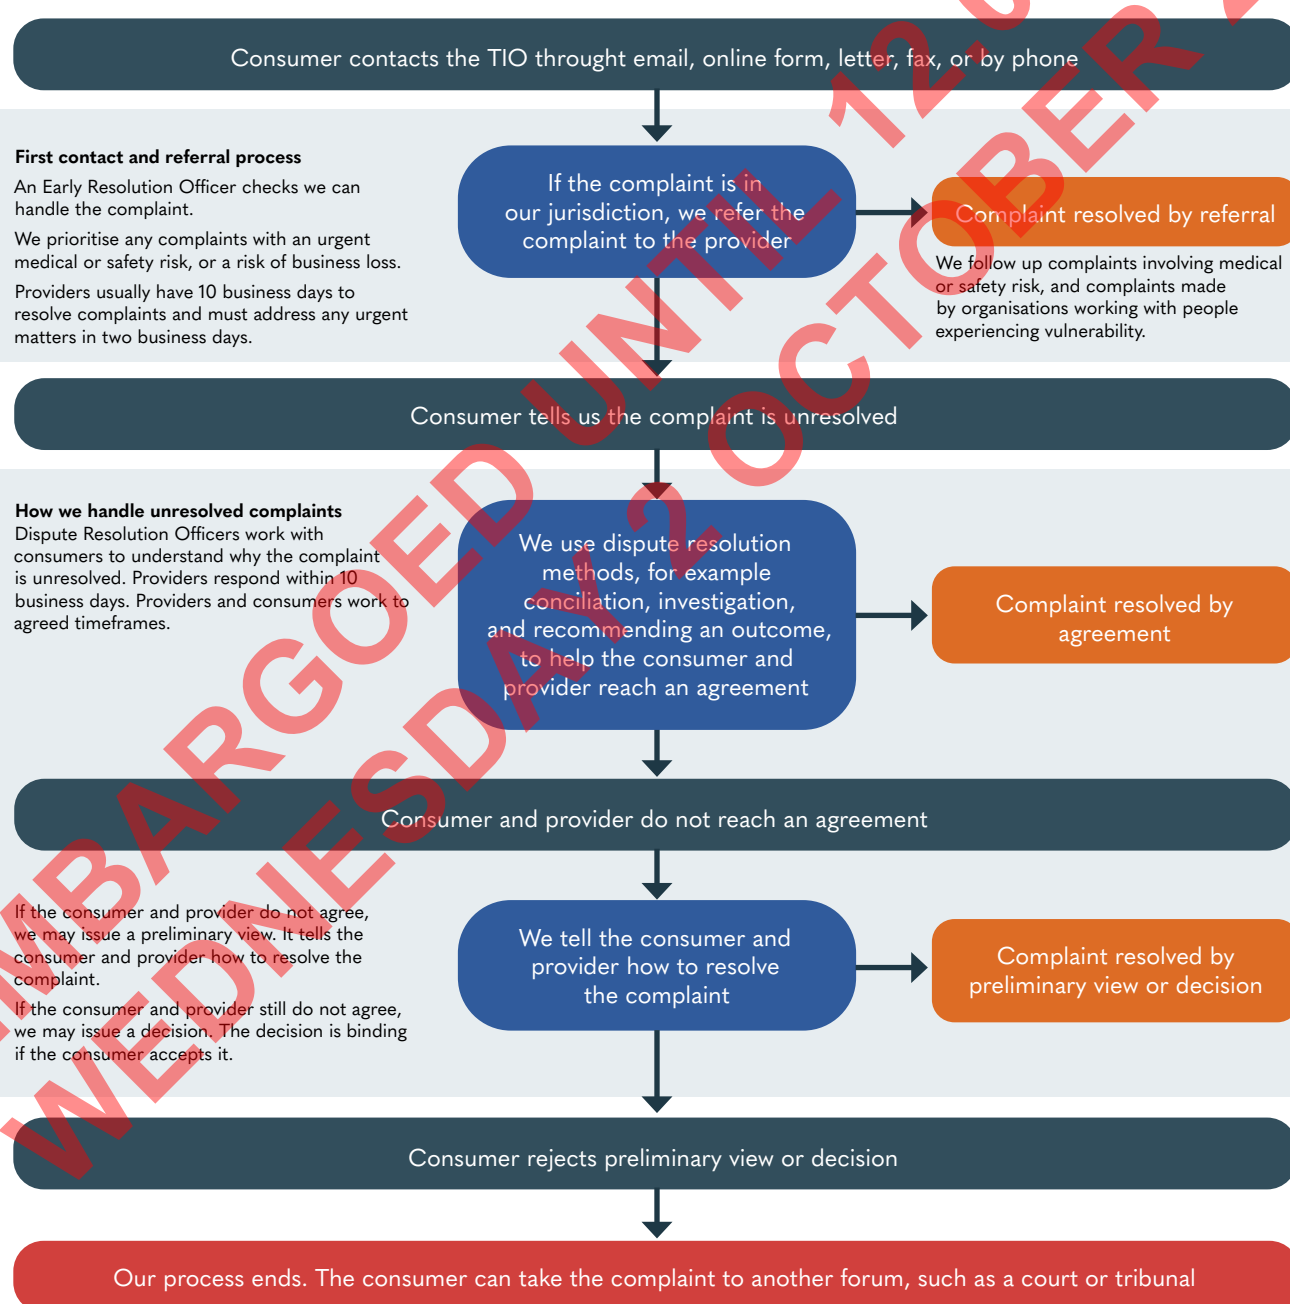 Consumer contacts the TIO throught email, online form, letter, fax, or by phone
First contact and referral process
An Early Resolution Officer checks we can
handle the complaint.
We prioritise any complaints with an urgent
medical or safety risk, or a risk of business loss.
Providers usually have 10 business days to
resolve complaints and must address any urgent
matters in two business days.
If the complaint is in
our jurisdiction, we refer the
complaint to the provider
Complaint resolved by referral
We follow up complaints involving medical
or safety risk, and complaints made
by organisations working with people
experiencing vulnerability.
Consumer tells us the complaint is unresolved
How we handle unresolved complaints
Dispute Resolution Officers work with
consumers to understand why the complaint
is unresolved. Providers respond within 10
business days. Providers and consumers work to
agreed timeframes.
We use dispute resolution
methods, for example
conciliation, investigation,
and recommending an outcome,
to help the consumer and
provider reach an agreement
Complaint resolved by
agreement
Consumer and provider do not reach an agreement
If the consumer and provider do not agree,
we may issue a preliminary view. It tells the
consumer and provider how to resolve the
complaint.
If the consumer and provider still do not agree,
we may issue a decision. The decision is binding
if the consumer accepts it.
We tell the consumer and
provider how to resolve
the complaint
Complaint resolved by
preliminary view or decision
Consumer rejects preliminary view or decision
Our process ends. The consumer can take the complaint to another forum, such as a court or tribunal
MBARGOED UNTIL 12.0
WEDNESDAY 2 OCTOBER 2